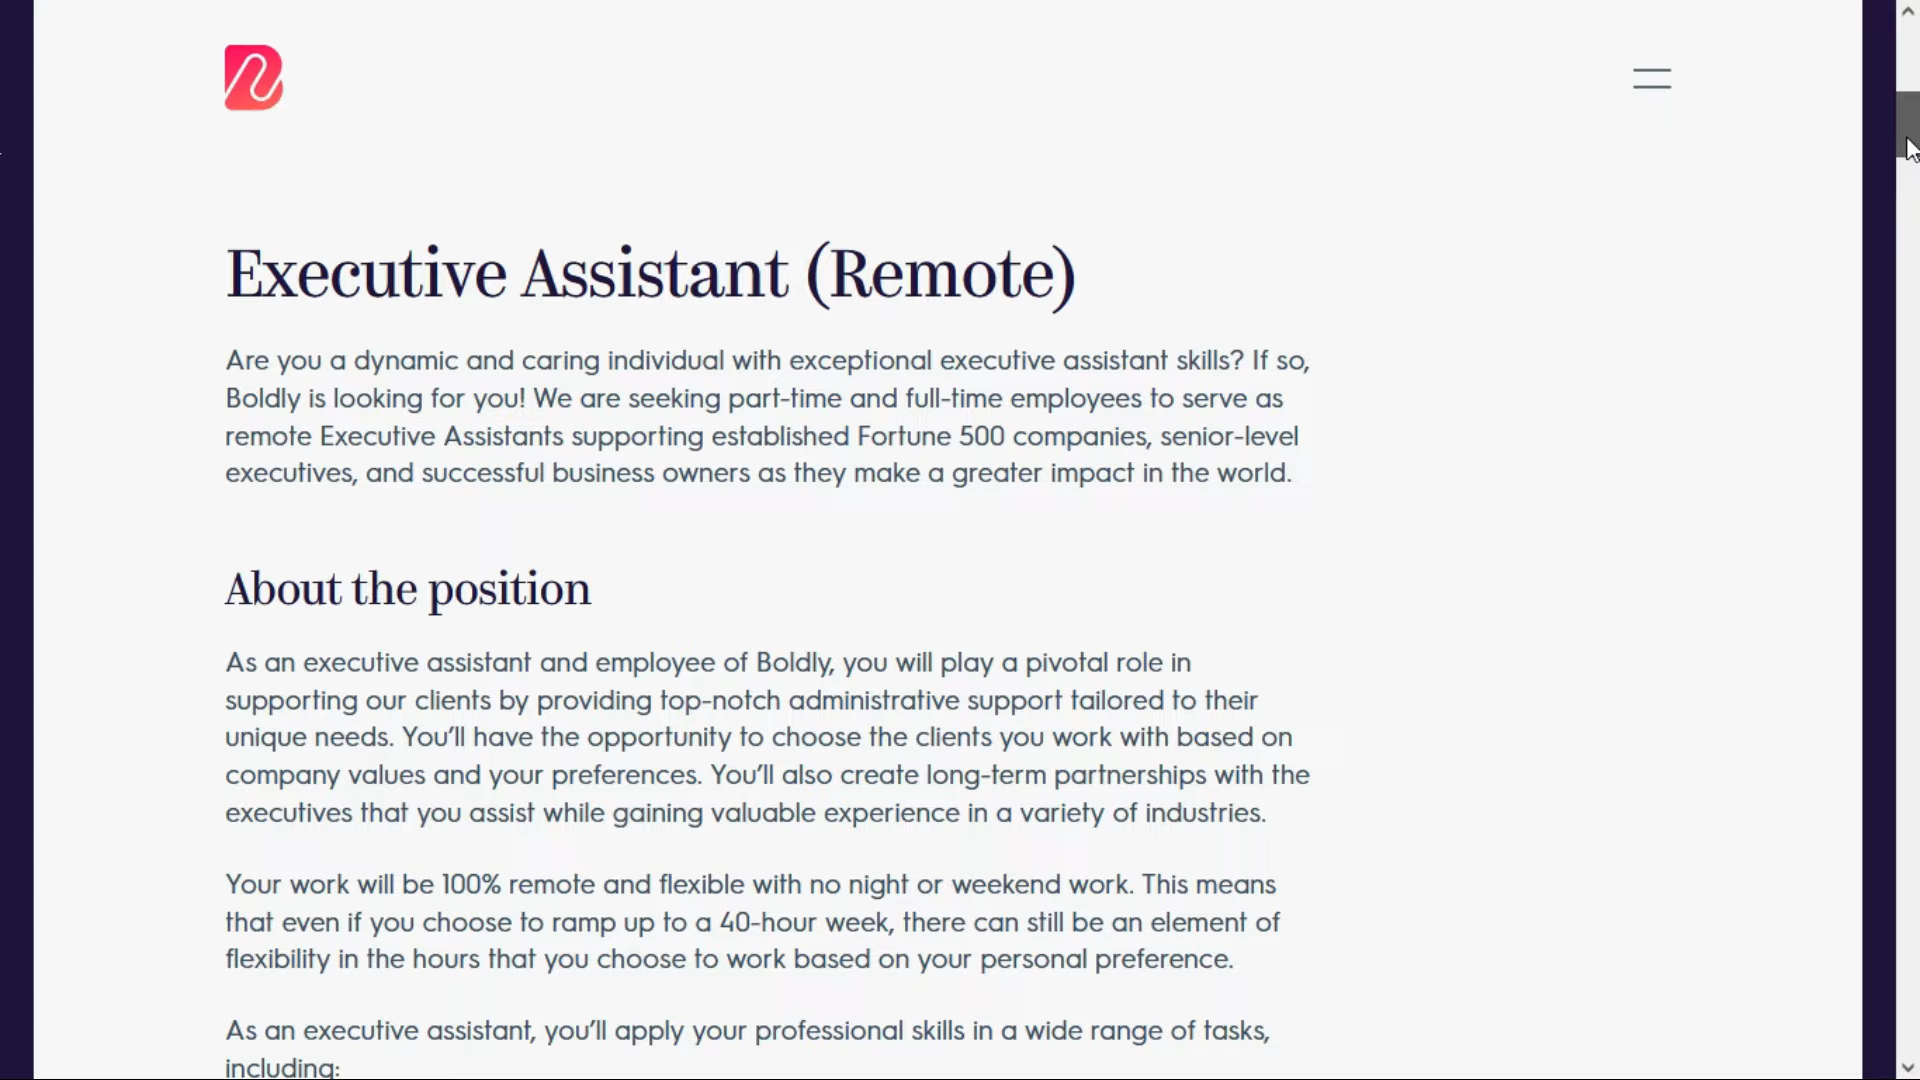 Executive Assistant (Remote)
Are you a dynamic and caring individual with exceptional executive assistant skills? If so,
Boldly is looking for you! We are seeking part-time and full-time employees to serve as
remote Executive Assistants supporting established Fortune 500 companies, senior-level
executives, and successful business owners as they make a greater impact in the world.
About the position
As an executive assistant and employee of Boldly, you will play a pivotal role in
supporting our clients by providing top-notch administrative support tailored to their
unique needs. You’ll have the opportunity to choose the clients you work with based on
company values and your preferences. You’ll also create long-term partnerships with the
executives that you assist while gaining valuable experience in a variety of industries.
Your work will be 100% remote and flexible with no night or weekend work. This means
that even if you choose to ramp up to a 40-hour week, there can still be an element of
flexibility in the hours that you choose to work based on your personal preference.
As an executive assistant, you’ll apply your professional skills in a wide range of tasks,
including: